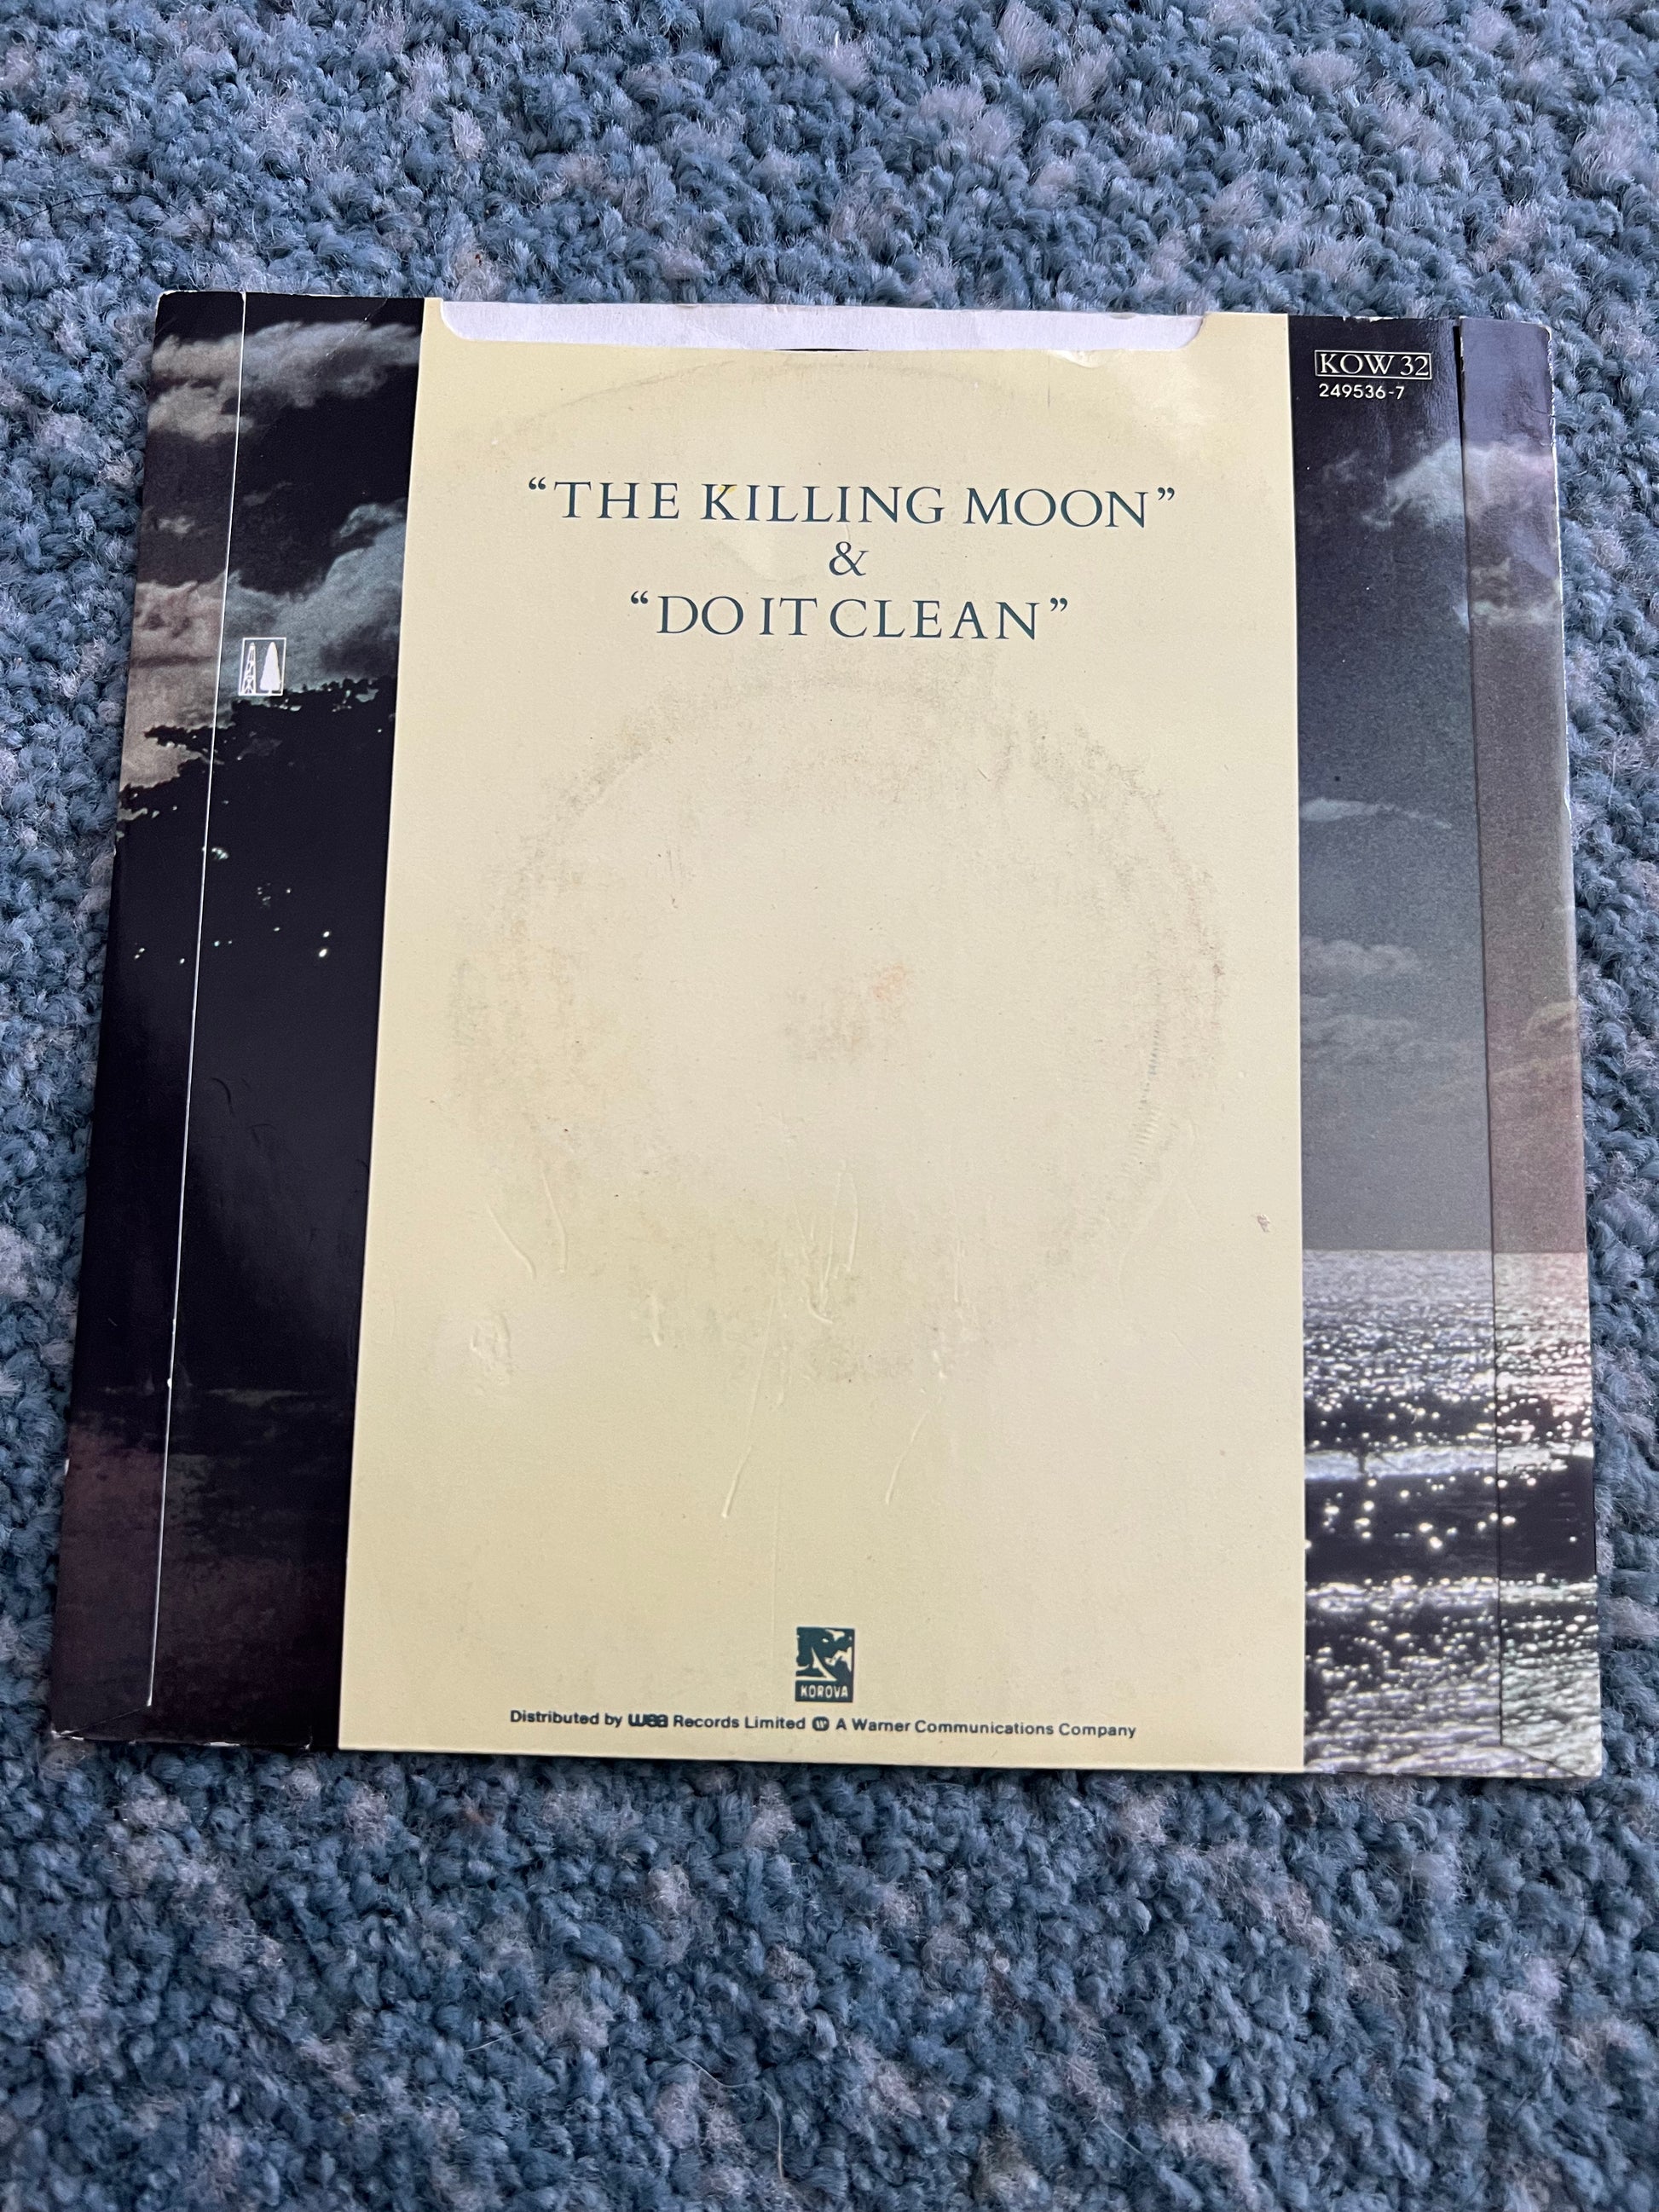 KOW 32
249536-7
“THE KILLING MOON”
&
“DO IT CLEAN”
KOROVA
Distributed by wea Records Limited W A Warner Communications Company